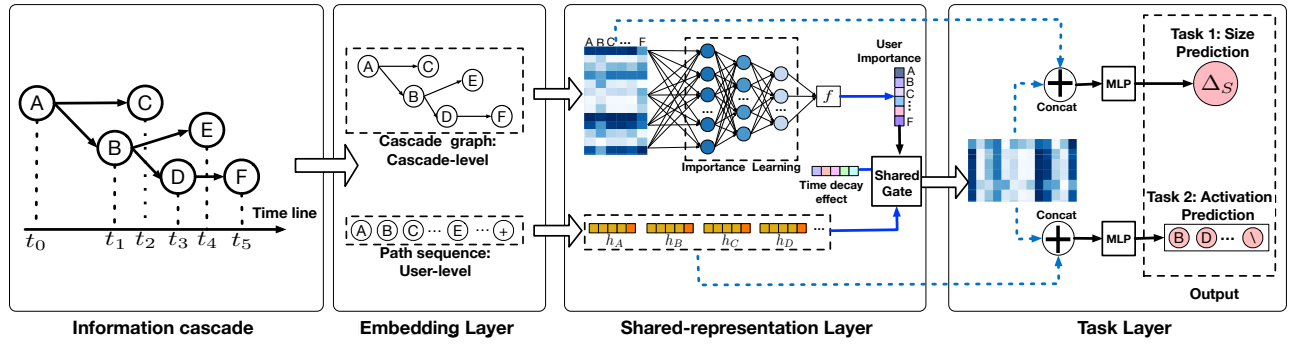 A
C
B
E
D
F
Time line
t0
t1
t2
t3
t4
t5
Information cascade
A
C
B
E
D
F
Cascade graph:
Cascade-level
A B C ··· E ··· +
Path sequence:
User-level
Embedding Layer
A B C ··· F
...
...
...
Importance Learning
f
User
Importance
A
B
C
F
Time decay
effect
Shared
Gate
hA hB hC hD ...
Shared-representation Layer
Concat
MLP
Task 1: Size
Prediction
ΔS
Concat
MLP
Task 2: Activation
Prediction
B D ··· \
Output
Task Layer